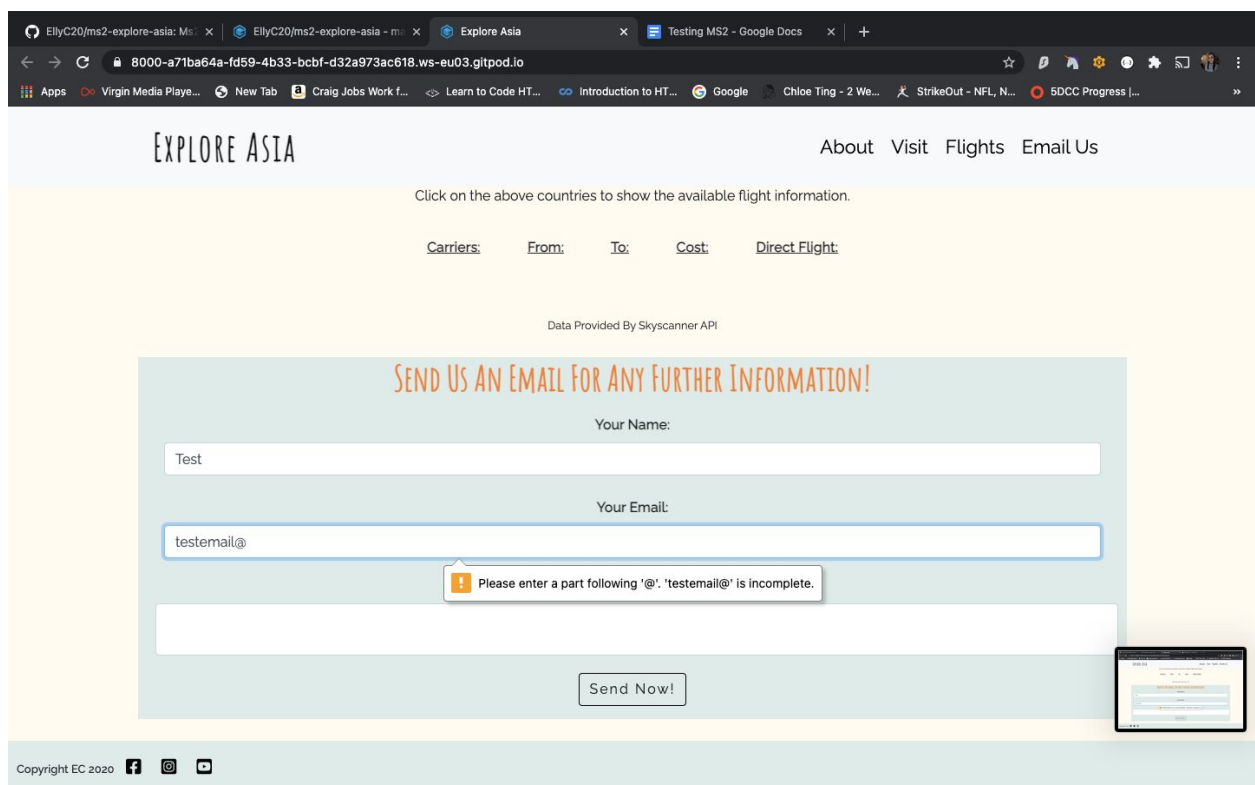 EllyC20/ms2-explore-asia: Ms2 EllyC20/ms2-explore-asia - ma Explore Asia Testing MS2 - Google Docs
8000-a71ba64a-fd59-4b33-bcbf-d32a973ac618.ws-eu03.gitpod.io
Apps Virgin Media Playe... New Tab Craig Jobs Work f... Learn to Code HT... Introduction to HT... Google Chloe Ting - 2 We... StrikeOut - NFL, N... 5DCC Progress |... »
Explore Asia About Visit Flights Email Us
Click on the above countries to show the available flight information.
Carriers: From: To: Cost: Direct Flight:
Data Provided By Skyscanner API
Send Us An Email For Any Further Information!
Your Name:
Test
Your Email:
testemail@
Please enter a part following '@'. 'testemail@' is incomplete.
Send Now!
Copyright EC 2020